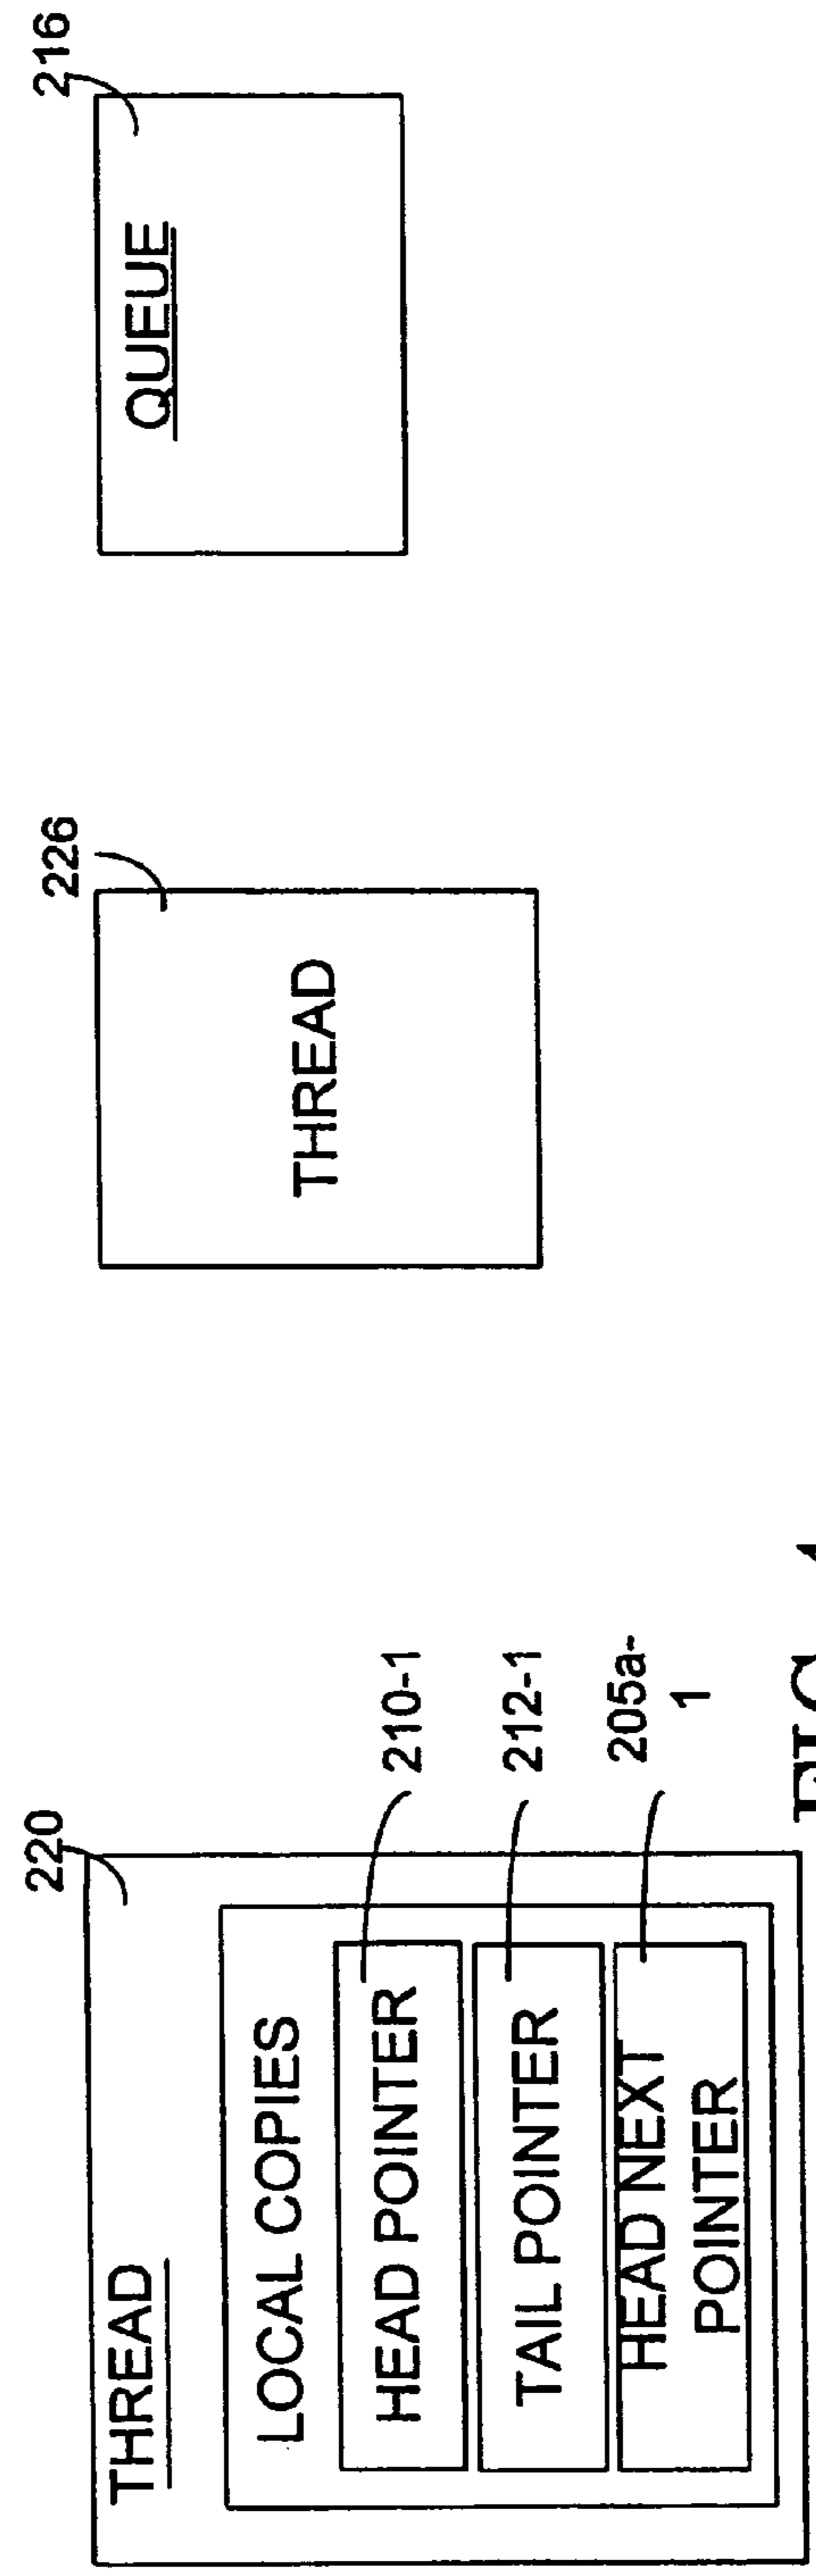 220
THREAD
LOCAL COPIES
HEAD POINTER
210-1
TAIL POINTER
212-1
HEAD NEXT
POINTER
205a-
1
226
THREAD
216
QUEUE